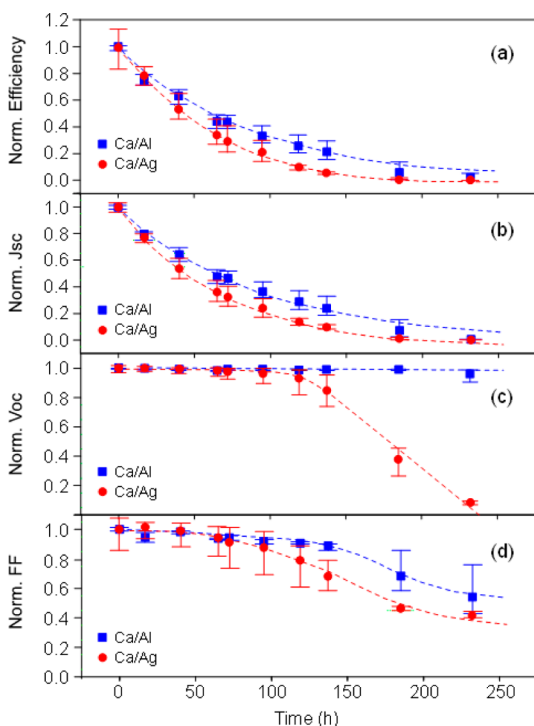 1.2
1.0
0.8
0.6
0.4
0.2
0.0
Norm. Efficiency
(a)
Ca/Al
Ca/Ag
1.0
0.8
0.6
0.4
0.2
0.0
Norm. Jsc
(b)
Ca/Al
Ca/Ag
1.0
0.8
0.6
0.4
0.2
Norm. Voc
(c)
Ca/Al
Ca/Ag
1.0
0.8
0.6
0.4
0.2
0.0
Norm. FF
(d)
Ca/Al
Ca/Ag
0 50 100 150 200 250
Time (h)